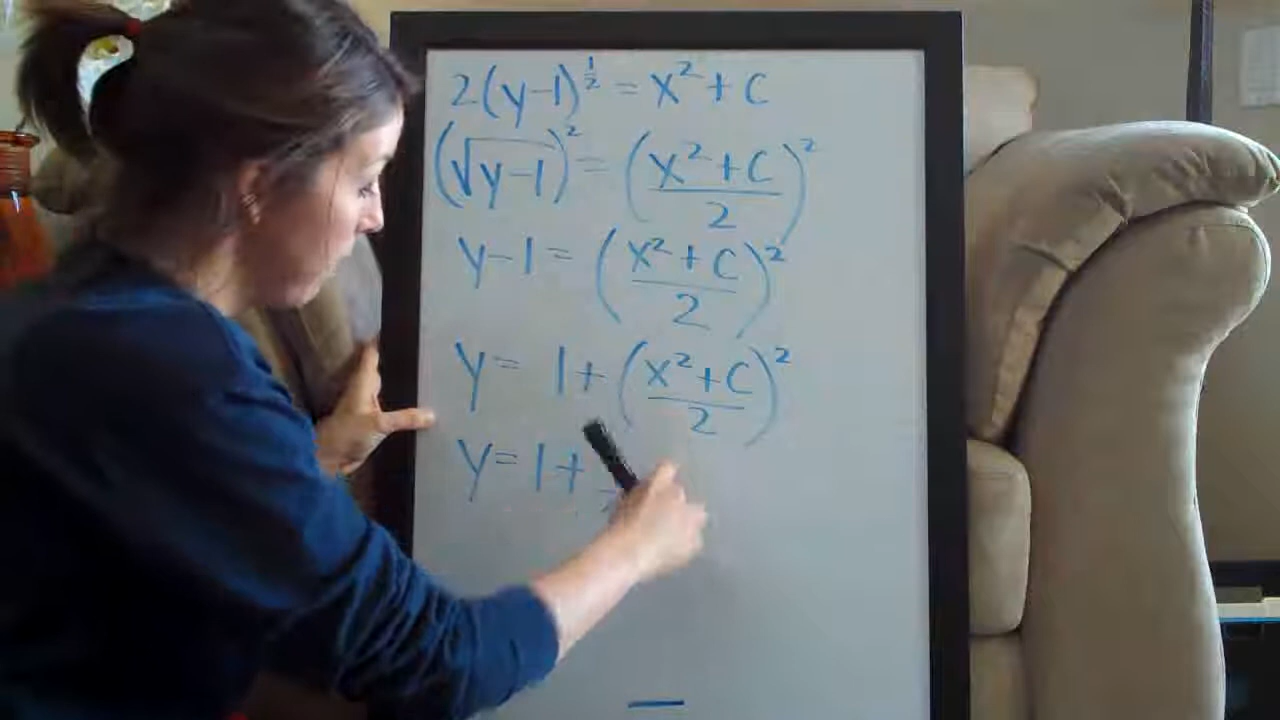 2(y-1)^½ = x² + C
(√y-1)² = (x² + C / 2)²
y-1 = (x² + C / 2)²
y = 1 + (x² + C / 2)²
y = 1 +